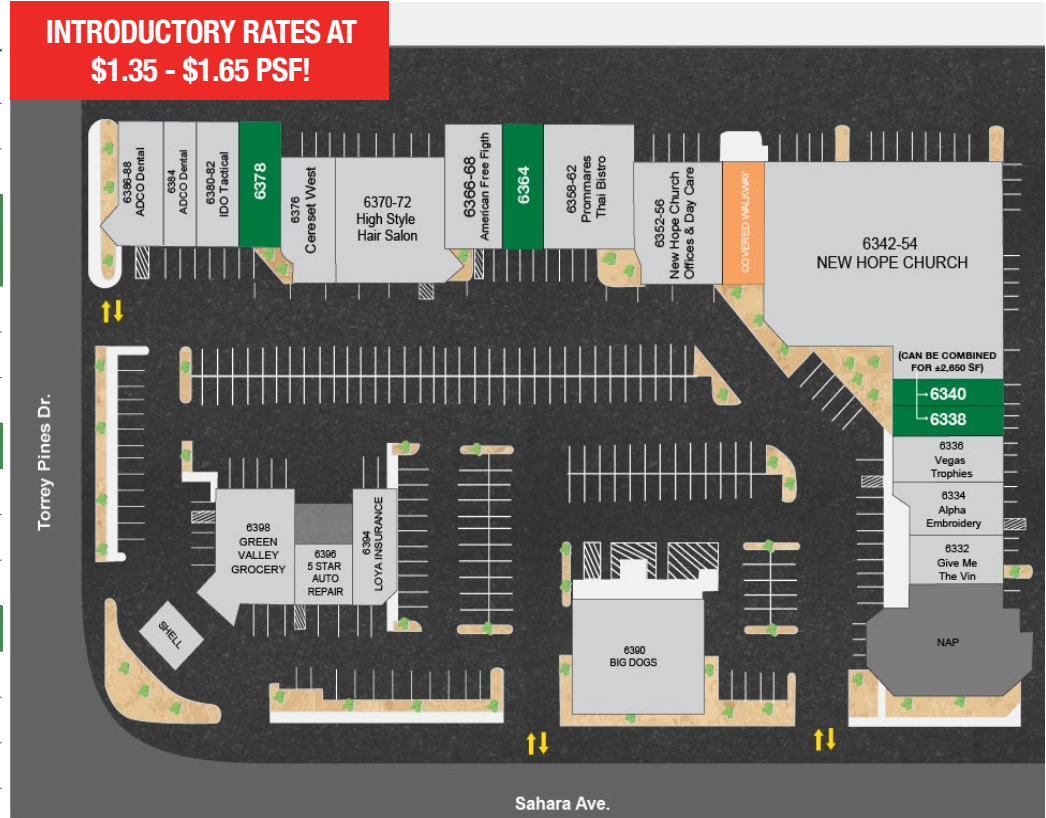 INTRODUCTORY RATES AT
$1.35 - $1.65 PSF!
6386-88
ADCO Dental
6384
ADCO Dental
6380-82
IDO Tactical
6378
6376
Cereset West
6370-72
High Style
Hair Salon
6366-68
American Free Figth
6364
6358-62
Prommares
Thai Bistro
6352-56
New Hope Church
Offices & Day Care
COVERED WALKWAY
6342-54
NEW HOPE CHURCH
(CAN BE COMBINED
FOR ±2,650 SF)
6340
6338
6336
Vegas
Trophies
6334
Alpha
Embroidery
6332
Give Me
The Vin
NAP
Torrey Pines Dr.
6398
GREEN
VALLEY
GROCERY
6396
5 STAR
AUTO
REPAIR
6394
LOYA INSURANCE
SHELL
6390
BIG DOGS
Sahara Ave.